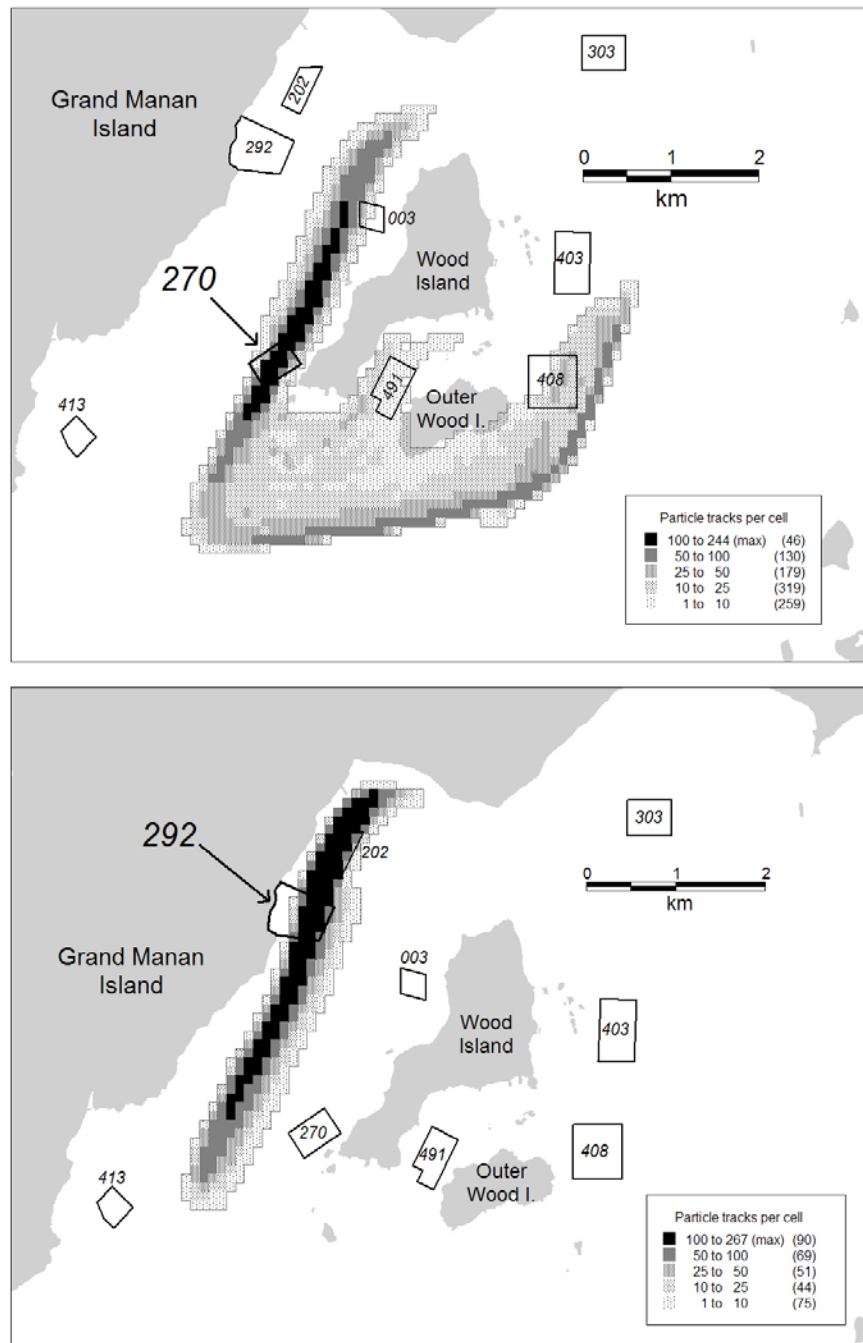 303
Grand Manan
Island
202
292
0 1 2
km
003
Wood
Island
403
270
491
408
Outer
Wood I.
413
Particle tracks per cell
100 to 244 (max) (46)
50 to 100 (130)
25 to 50 (179)
10 to 25 (319)
1 to 10 (259)
303
292
202
0 1 2
km
Grand Manan
Island
003
Wood
Island
403
270
491
408
Outer
Wood I.
413
Particle tracks per cell
100 to 267 (max) (90)
50 to 100 (69)
25 to 50 (51)
10 to 25 (44)
1 to 10 (75)